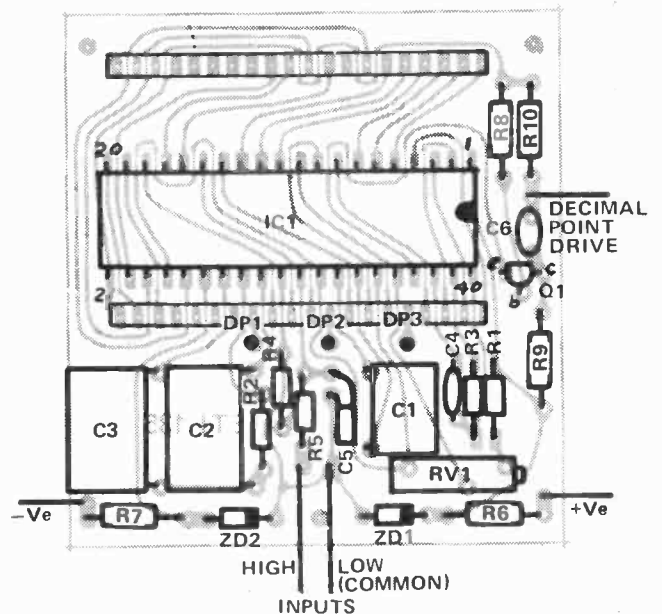 R8
R10
20
1
IC1
C6
DECIMAL
POINT
DRIVE
e
c
b
Q1
2
40
DP1
DP2
DP3
R4
C4
R3
R1
R9
R2
C3
C2
R5
C5
C1
RV1
-Ve
+Ve
R7
ZD2
ZD1
R6
HIGH
LOW
(COMMON)
INPUTS